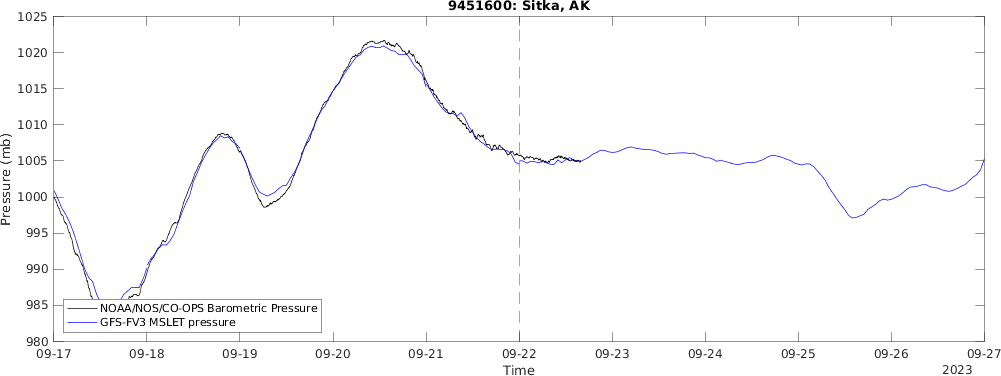 9451600: Sitka, AK
Pressure (mb)
1025
1020
1015
1010
1005
1000
995
990
985
980
NOAA/NOS/CO-OPS Barometric Pressure
GFS-FV3 MSLET pressure
09-17 09-18 09-19 09-20 09-21 09-22 09-23 09-24 09-25 09-26 09-27
Time
2023